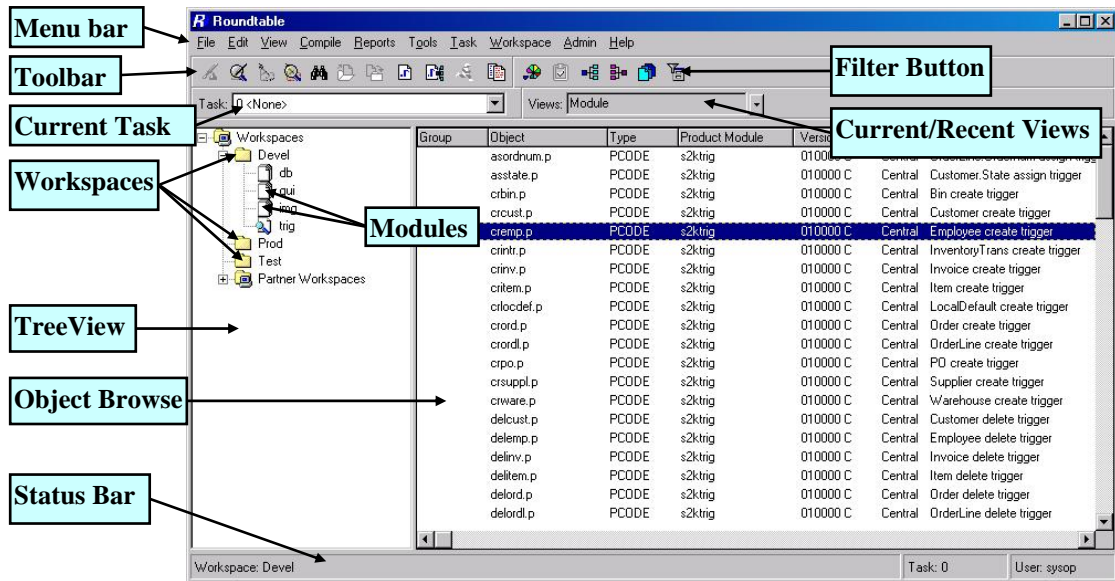 Roundtable
Menu bar
File Edit View Compile Reports Tools Task Workspace Admin Help
Toolbar
Filter Button
Task: 0 <None> Views: Module
Current Task
Current/Recent Views
Workspaces
Group Object Type Product Module
Devel asordnum.p PCODE s2ktrig Central
db asstate.p PCODE s2ktrig 010000 C Central Customer.State assign trigger
Workspaces
gui crbin.p PCODE s2ktrig 010000 C Central Bin create trigger
img crcust.p PCODE s2ktrig 010000 C Central Customer create trigger
Modules
trig cremp.p PCODE s2ktrig 010000 C Central Employee create trigger
Prod crintr.p PCODE s2ktrig 010000 C Central InventoryTrans create trigger
Test crinv.p PCODE s2ktrig 010000 C Central Invoice create trigger
Partner Workspaces critem.p PCODE s2ktrig 010000 C Central Item create trigger
crlocdef.p PCODE s2ktrig 010000 C Central LocalDefault create trigger
TreeView
crord.p PCODE s2ktrig 010000 C Central Order create trigger
crordl.p PCODE s2ktrig 010000 C Central OrderLine create trigger
crpo.p PCODE s2ktrig 010000 C Central PO create trigger
crsuppl.p PCODE s2ktrig 010000 C Central Supplier create trigger
Object Browse
crware.p PCODE s2ktrig 010000 C Central Warehouse create trigger
delcust.p PCODE s2ktrig 010000 C Central Customer delete trigger
delemp.p PCODE s2ktrig 010000 C Central Employee delete trigger
delinv.p PCODE s2ktrig 010000 C Central Invoice delete trigger
delitem.p PCODE s2ktrig 010000 C Central Item delete trigger
Status Bar
delord.p PCODE s2ktrig 010000 C Central Order delete trigger
delordl.p PCODE s2ktrig 010000 C Central OrderLine delete trigger
Workspace: Devel Task: 0 User: sysop